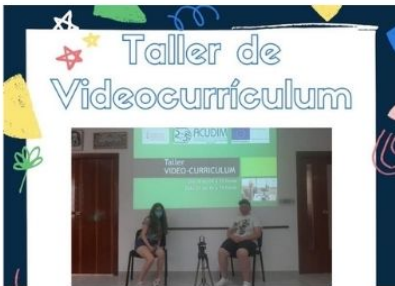 Taller de
Videocurrículum
ACUDIM
Taller
VIDEO-CURRICULUM